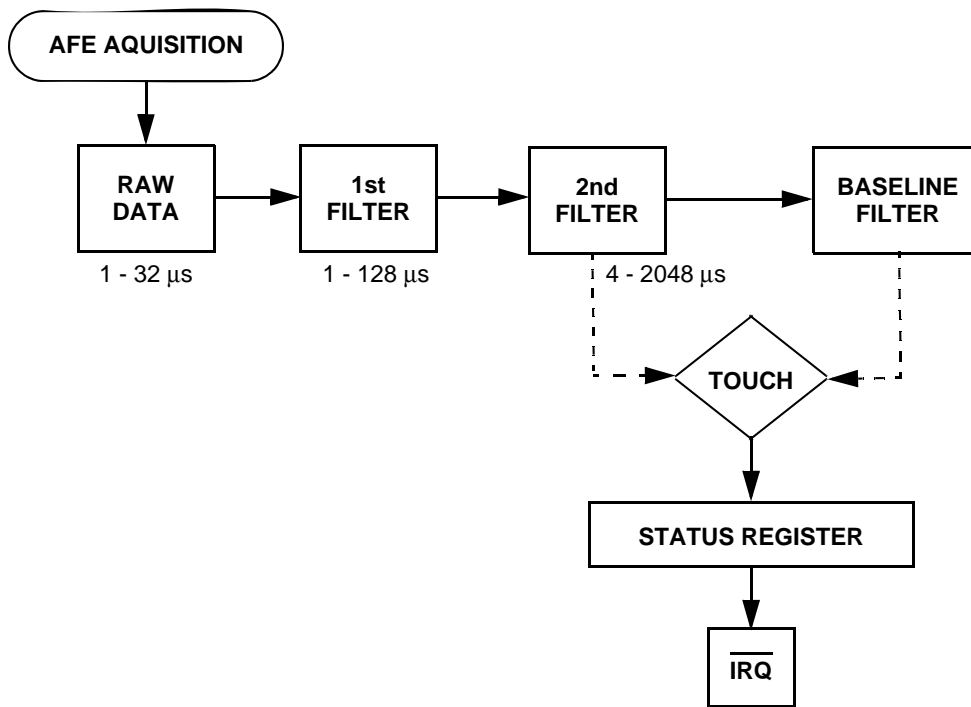 AFE AQUISITION
RAW
DATA
1st
FILTER
2nd
FILTER
BASELINE
FILTER
1 - 32 μs
1 - 128 μs
4 - 2048 μs
TOUCH
STATUS REGISTER
IRQ